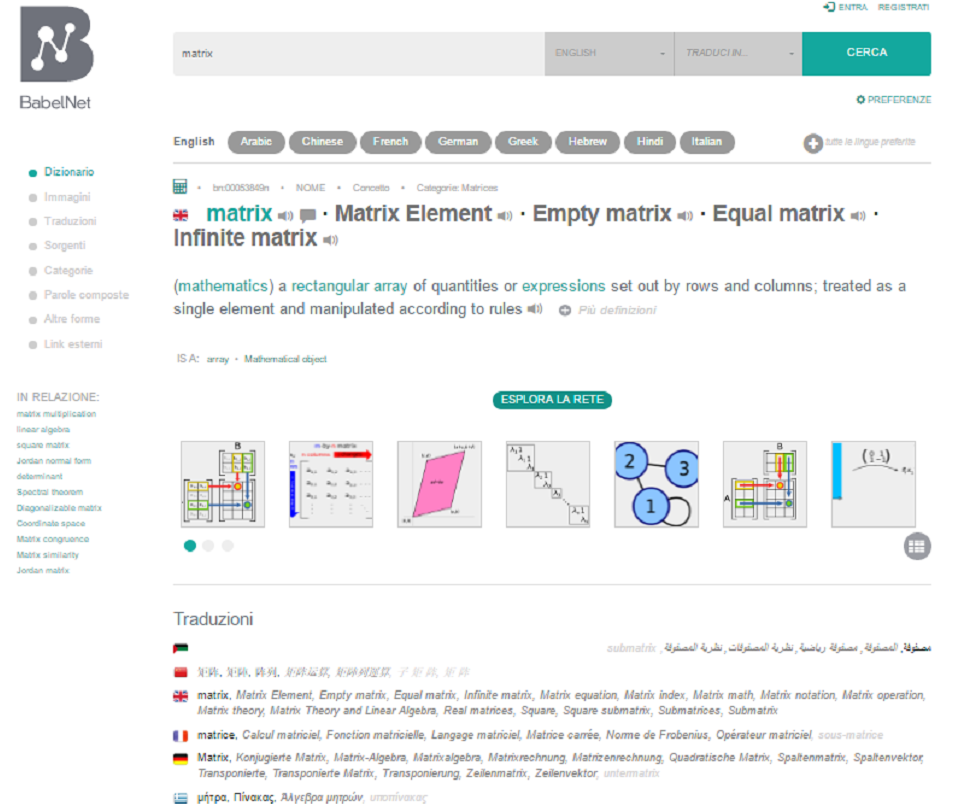 ENTRA REGISTRATI
BabelNet
matrix ENGLISH TRADUCI IN... CERCA
PREFERENZE
English Arabic Chinese French German Greek Hebrew Hindi Italian tutte le lingue preferite
Dizionario
Immagini
Traduzioni
Sorgenti
Categorie
Parole composte
Altre forme
Link esterni
IN RELAZIONE:
matrix multiplication
linear algebra
square matrix
Jordan normal form
determinant
Spectral theorem
Diagonalizable matrix
Coordinate space
Matrix congruence
Matrix similarity
Jordan matrix
bn:00053849n • NOME • Concetto • Categorie: Matrices
matrix · Matrix Element · Empty matrix · Equal matrix ·
Infinite matrix
(mathematics) a rectangular array of quantities or expressions set out by rows and columns; treated as a
single element and manipulated according to rules Più definizioni
IS A: array • Mathematical object
ESPLORA LA RETE
B
m-by-n matrix
2 3
1
B
A
Traduzioni
مصفوفة, المصفوفة, مصفوفة رياضية, نظرية المصفوفات, نظرية المصفوفة, submatrix
矩阵, 矩阵, 阵列, 矩阵运算, 子 矩 阵, 矩 阵
matrix, Matrix Element, Empty matrix, Equal matrix, Infinite matrix, Matrix equation, Matrix index, Matrix math, Matrix notation, Matrix operation,
Matrix theory, Matrix Theory and Linear Algebra, Real matrices, Square, Square submatrix, Submatrices, Submatrix
matrice, Calcul matriciel, Fonction matricielle, Langage matriciel, Matrice carrée, Norme de Frobenius, Opérateur matriciel, sous-matrice
Matrix, Konjugierte Matrix, Matrix-Algebra, Matrixalgebra, Matrixrechnung, Matrizenrechnung, Quadratische Matrix, Spaltenmatrix, Spaltenvektor,
Transponierte, Transponierte Matrix, Transponierung, Zeilenmatrix, Zeilenvektor, untermatrix
μήτρα, Πίνακας, Άλγεβρα μητρών, υποπίνακας